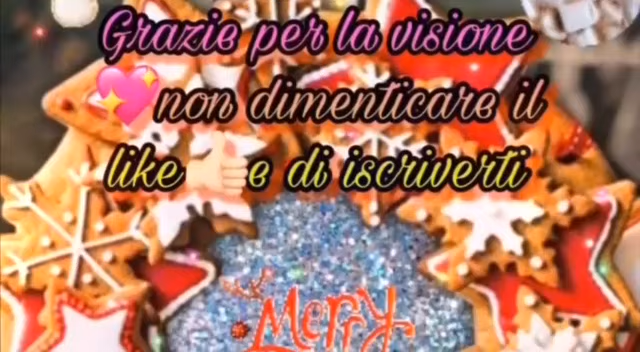 Grazie per la visione
💖non dimenticare il
like👍🏻e di iscriverti
Merry